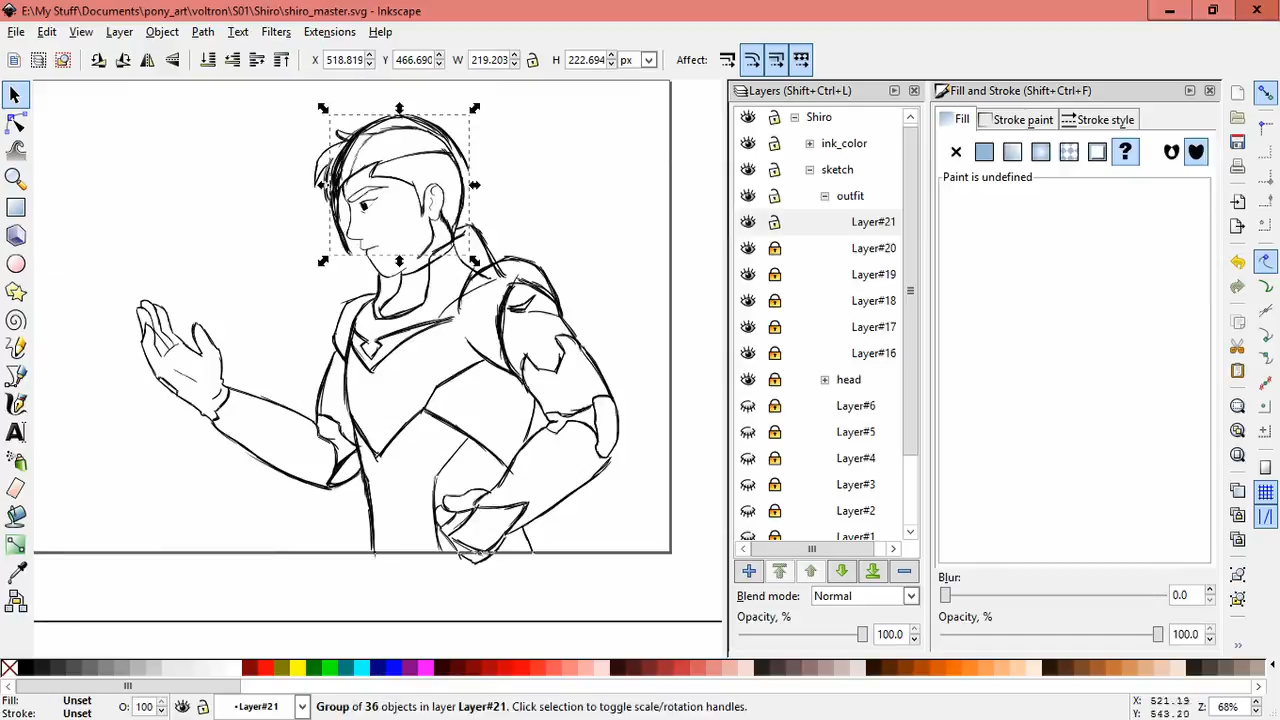 E:\My Stuff\Documents\pony_art\voltron\S01\Shiro\shiro_master.svg - Inkscape
File Edit View Layer Object Path Filters Text Extensions Help
X 518.819 Y 466.690 W 219.203 H 222.694 px Affect:
Layers (Shift+Ctrl+L)
Fill and Stroke (Shift+Ctrl+F)
Fill Stroke paint Stroke style
Shiro
ink_color
sketch
outfit
Layer#21
Layer#20
Layer#19
Layer#18
Layer#17
Layer#16
head
Layer#6
Layer#5
Layer#4
Layer#3
Layer#2
Layer#1
?
Paint is undefined
Blend mode: Normal
Opacity, %
100.0
Blur:
0.0
Opacity, %
100.0
Fill: Unset
Stroke: Unset
O: 100
•Layer#21
Group of 36 objects in layer Layer#21. Click selection to toggle scale/rotation handles.
X: 521.19
Y: 543.20
Z: 68%